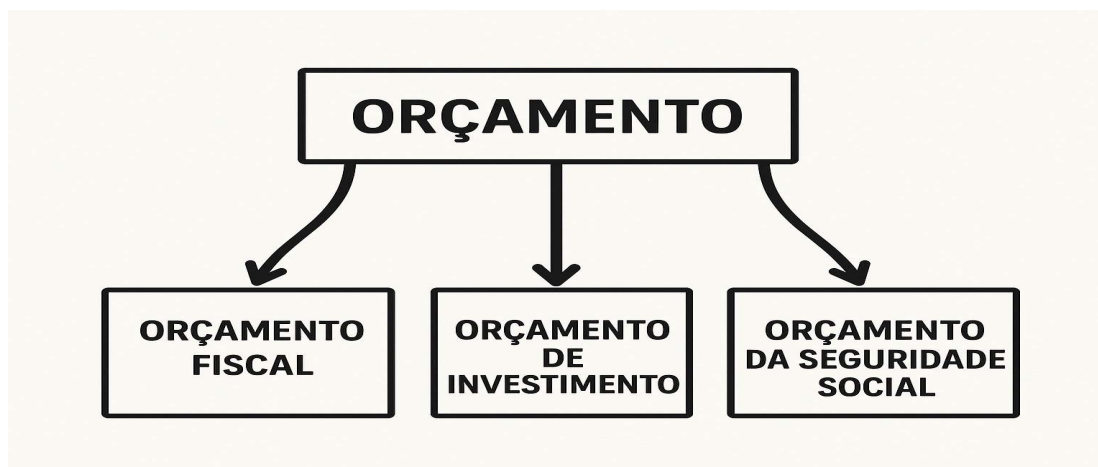 ORÇAMENTO
ORÇAMENTO
FISCAL
ORÇAMENTO
DE
INVESTIMENTO
ORÇAMENTO
DA SEGURIDADE
SOCIAL